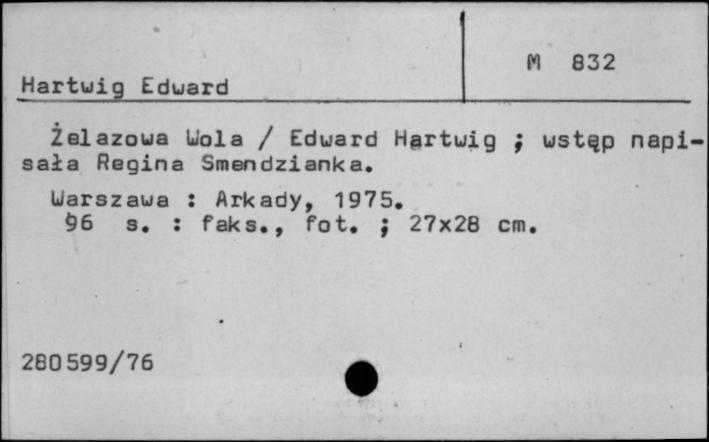 M 832
Hartwig Edward
Żelazowa Wola / Edward Hartwig ; wstęp napi-
sała Regina Smendzianka.
Warszawa : Arkady, 1975.
96 s. : faks., fot. ; 27x28 cm.
280599/76